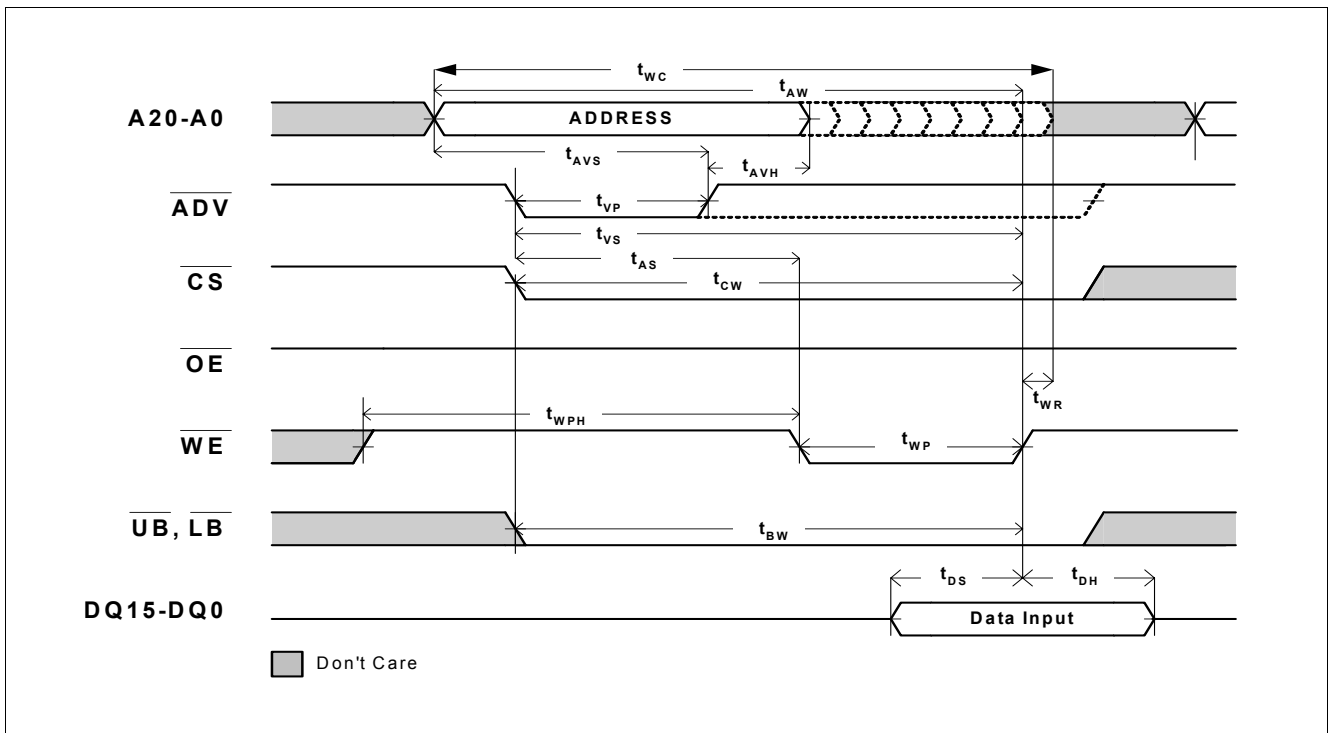 tWC
tAW
A20-A0
ADDRESS
tAVS
tAVH
ADV
tVP
tVS
tAS
CS
tCW
OE
tWR
tWPH
WE
tWP
UB, LB
tBW
tDS
tDH
DQ15-DQ0
Data Input
Don't Care